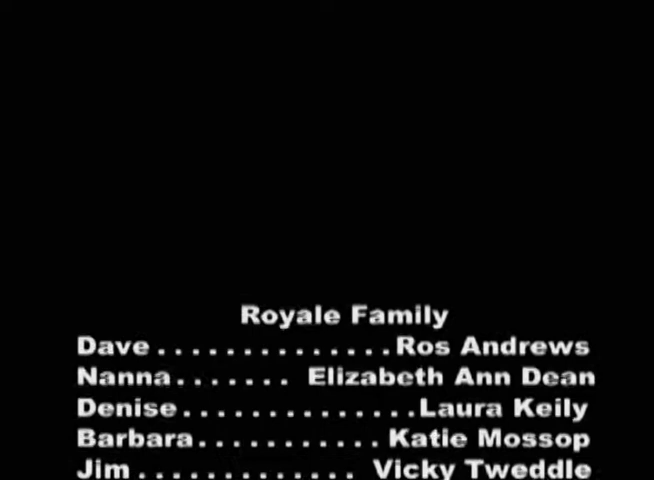 Royale Family
Dave..............Ros Andrews
Nanna....... Elizabeth Ann Dean
Denise..............Laura Keily
Barbara........... Katie Mossop
Jim............. Vicky Tweddle